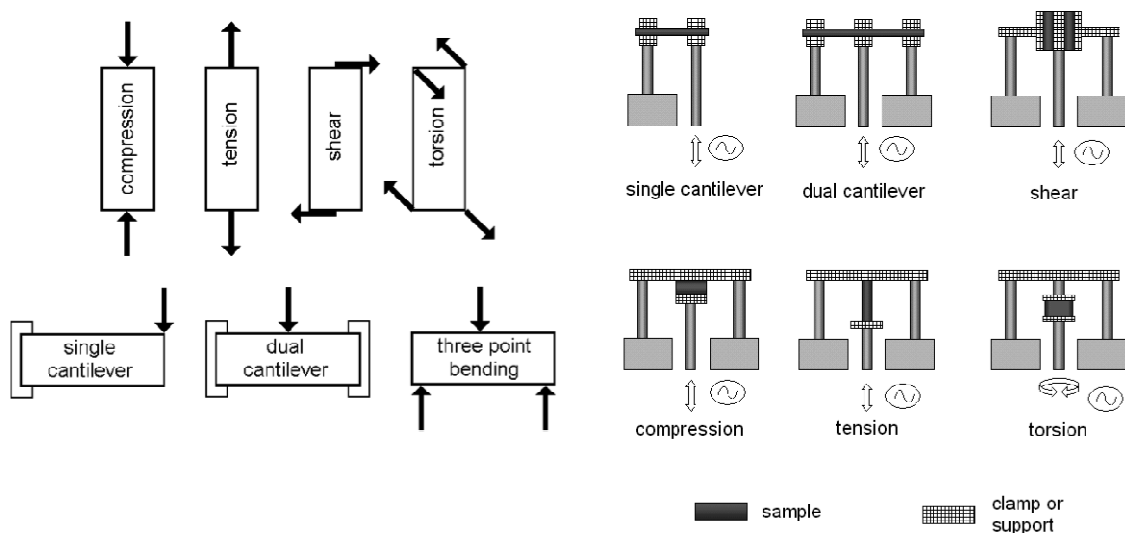 compression
tension
shear
torsion
single
cantilever
dual
cantilever
three point
bending
single cantilever
dual cantilever
shear
compression
tension
torsion
sample
clamp or
support